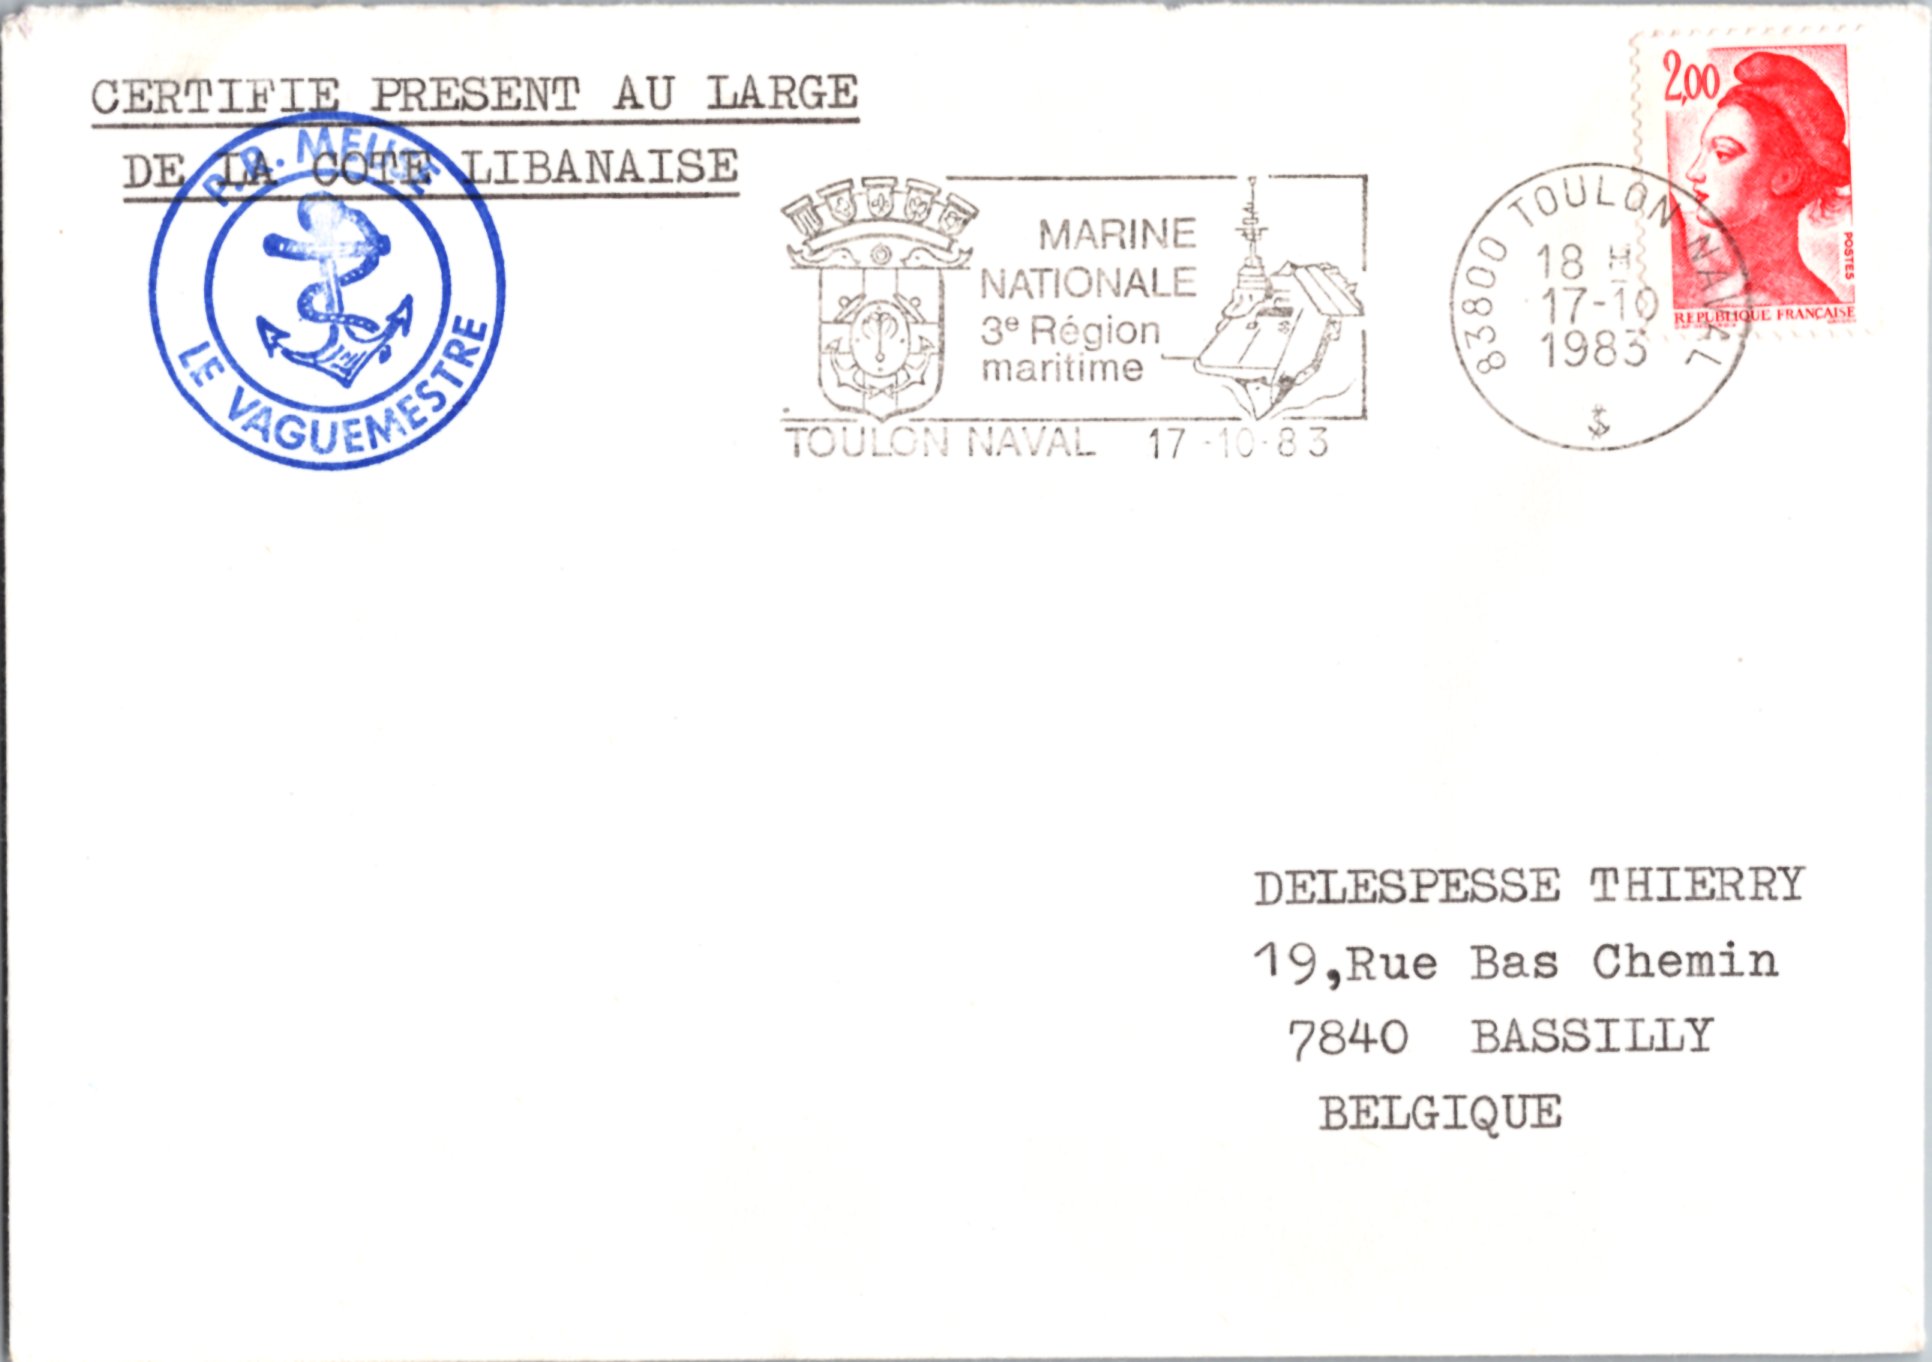 CERTIFIE PRESENT AU LARGE
DE LA COTE LIBANAISE
P.R. MEUSE
LE VAGUEMESTRE
MARINE
NATIONALE
3e Région
maritime
TOULON NAVAL 17-10-83
83800 TOULON NAVAL
18 H
17-10
1983
2,00
POSTES
REPUBLIQUE FRANÇAISE
DELESPESSE THIERRY
19,Rue Bas Chemin
7840 BASSILLY
BELGIQUE